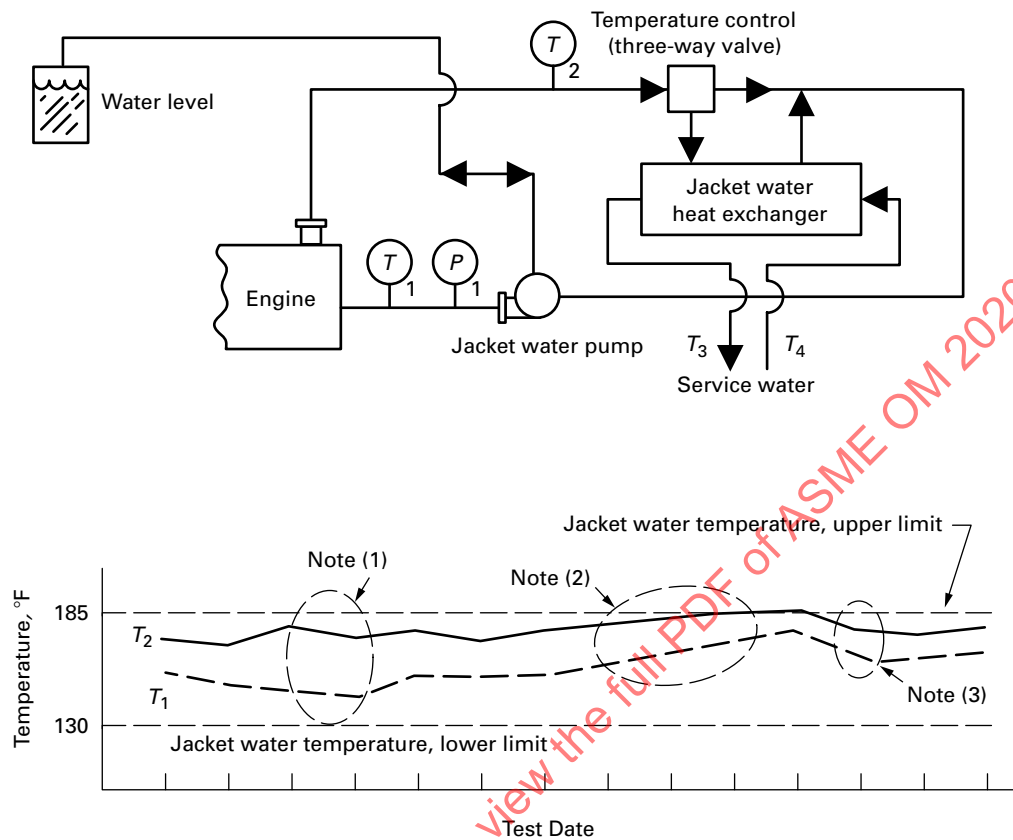 Temperature control
(three-way valve)
T
2
Water level
Jacket water
heat exchanger
T
1
P
1
Engine
Jacket water pump
T3
T4
Service water
Jacket water temperature, upper limit
Note (1)
Note (2)
185
T2
Temperature, °F
T1
Note (3)
130
Jacket water temperature, lower limit
Test Date
view the full PDF of ASME OM 2020